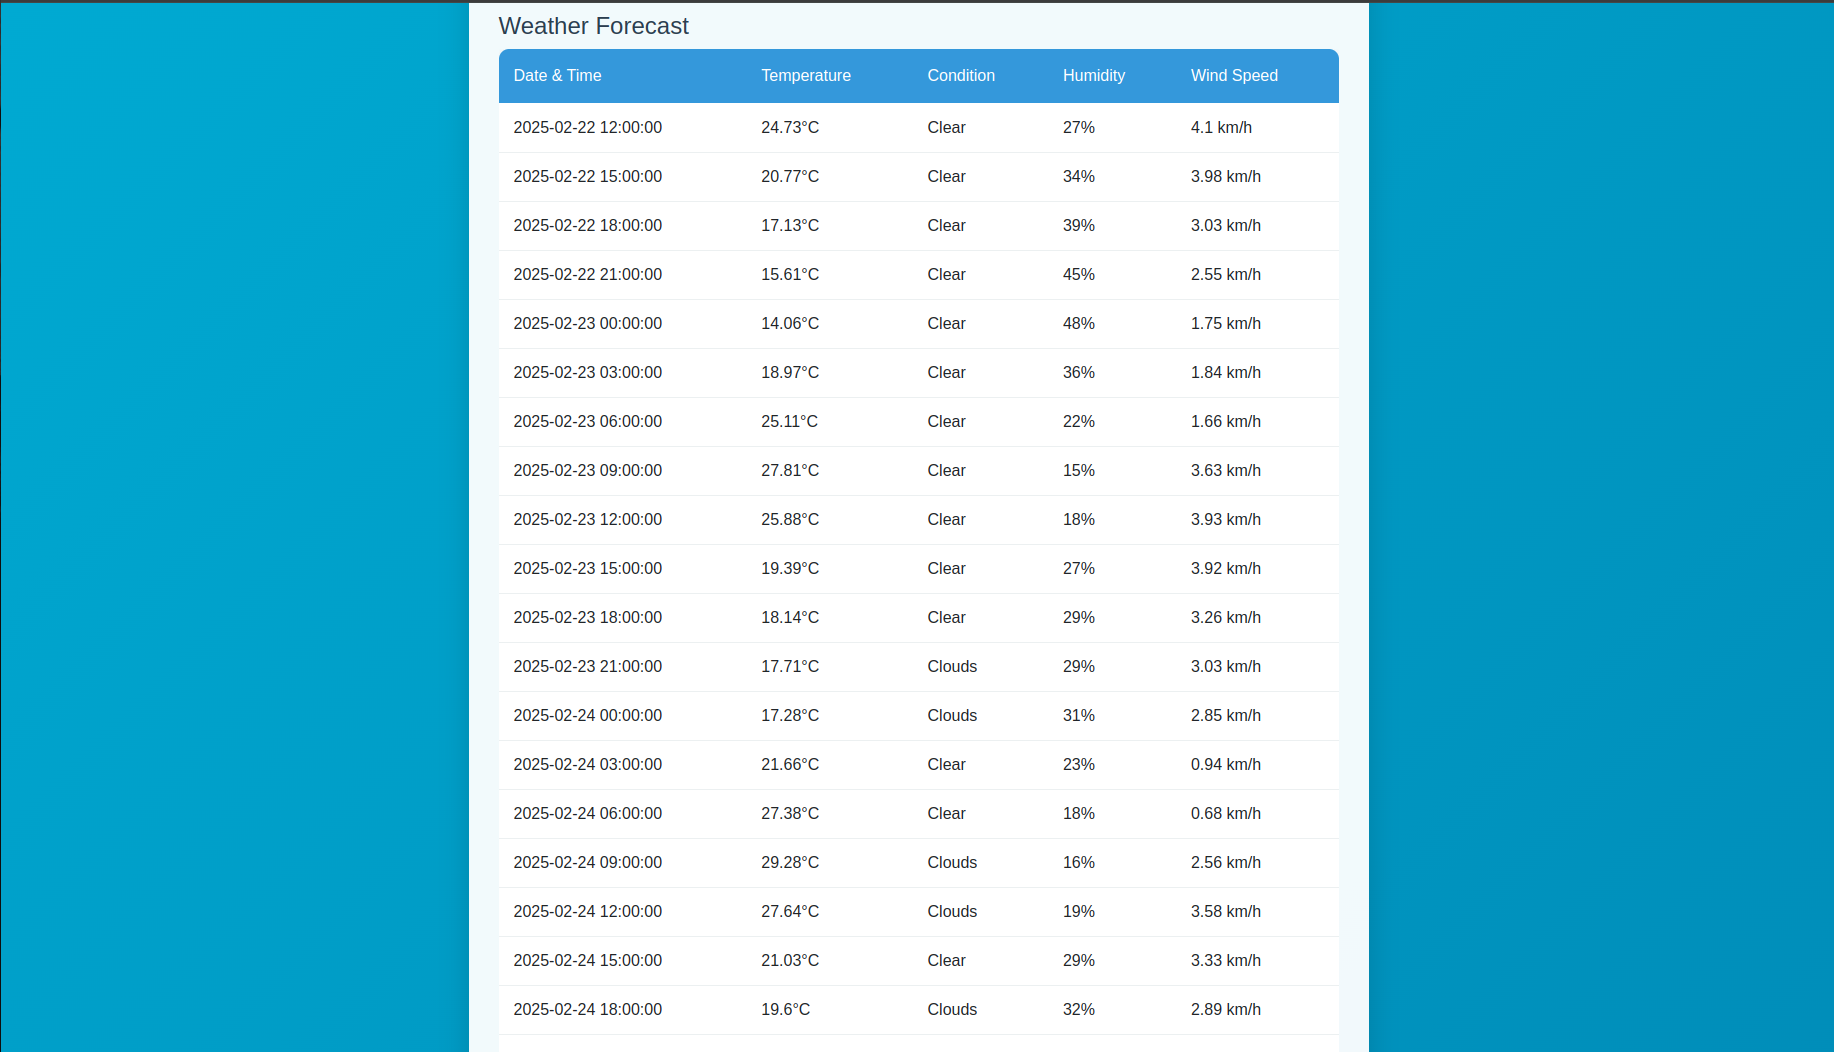 Weather Forecast
Date & Time Temperature Condition Humidity Wind Speed
2025-02-22 12:00:00 24.73°C Clear 27% 4.1 km/h
2025-02-22 15:00:00 20.77°C Clear 34% 3.98 km/h
2025-02-22 18:00:00 17.13°C Clear 39% 3.03 km/h
2025-02-22 21:00:00 15.61°C Clear 45% 2.55 km/h
2025-02-23 00:00:00 14.06°C Clear 48% 1.75 km/h
2025-02-23 03:00:00 18.97°C Clear 36% 1.84 km/h
2025-02-23 06:00:00 25.11°C Clear 22% 1.66 km/h
2025-02-23 09:00:00 27.81°C Clear 15% 3.63 km/h
2025-02-23 12:00:00 25.88°C Clear 18% 3.93 km/h
2025-02-23 15:00:00 19.39°C Clear 27% 3.92 km/h
2025-02-23 18:00:00 18.14°C Clear 29% 3.26 km/h
2025-02-23 21:00:00 17.71°C Clouds 29% 3.03 km/h
2025-02-24 00:00:00 17.28°C Clouds 31% 2.85 km/h
2025-02-24 03:00:00 21.66°C Clear 23% 0.94 km/h
2025-02-24 06:00:00 27.38°C Clear 18% 0.68 km/h
2025-02-24 09:00:00 29.28°C Clouds 16% 2.56 km/h
2025-02-24 12:00:00 27.64°C Clouds 19% 3.58 km/h
2025-02-24 15:00:00 21.03°C Clear 29% 3.33 km/h
2025-02-24 18:00:00 19.6°C Clouds 32% 2.89 km/h